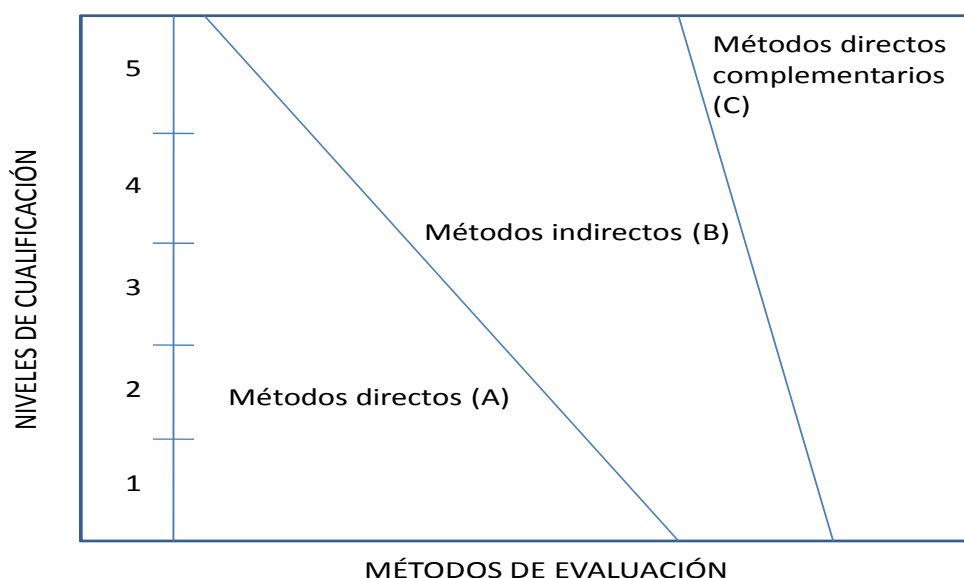 Métodos directos
complementarios
(C)
5
4
Métodos indirectos (B)
3
2
Métodos directos (A)
1
NIVELES DE CUALIFICACIÓN
MÉTODOS DE EVALUACIÓN